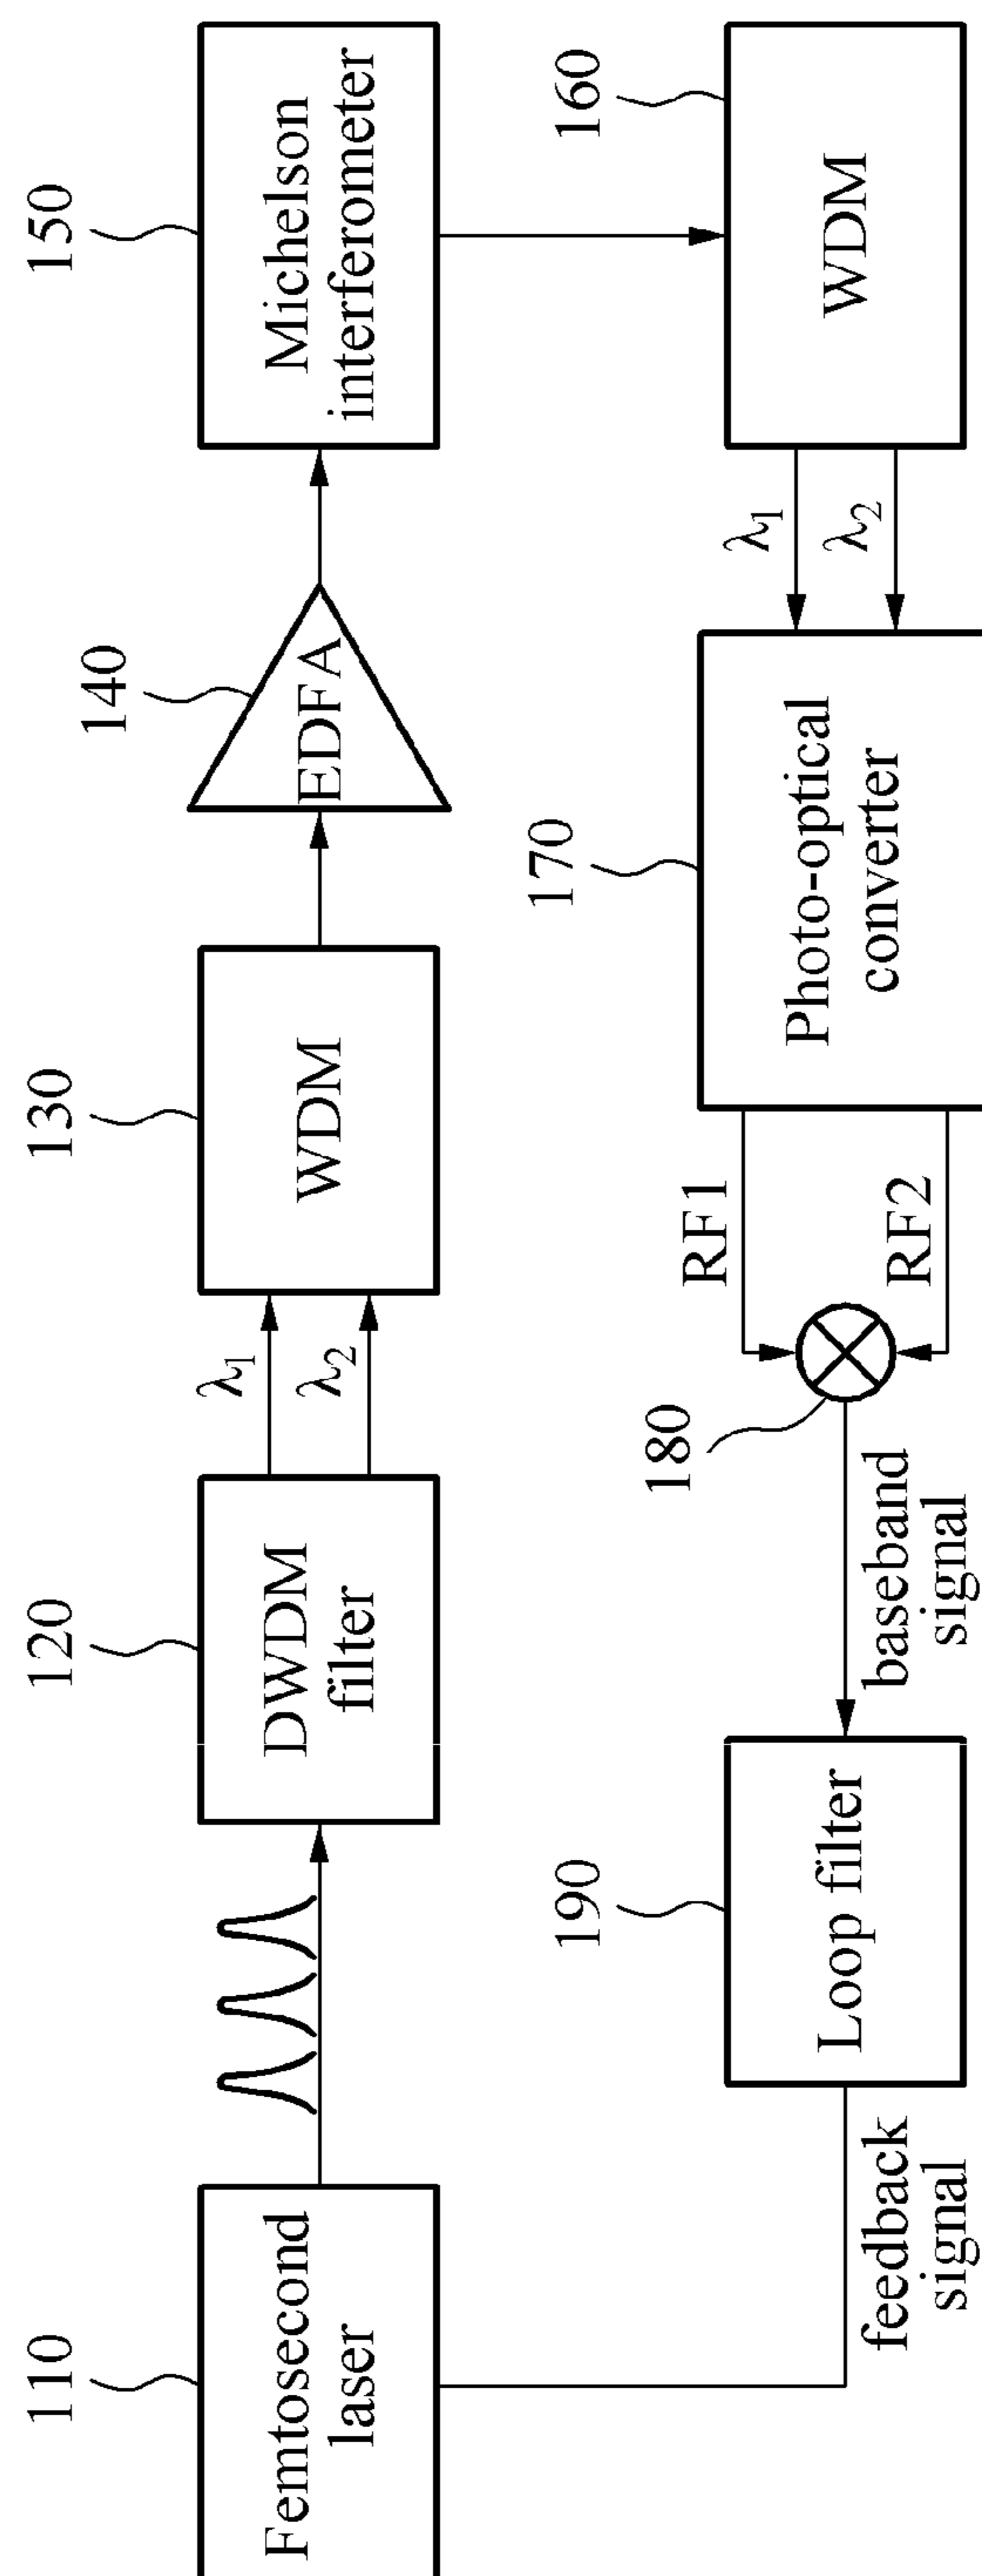 110
Femtosecond
laser
120
DWDM
filter
λ1
λ2
130
WDM
140
EDFA
150
Michelson
interferometer
160
WDM
λ1
λ2
170
Photo-optical
converter
RF1
RF2
180
baseband
signal
190
Loop filter
feedback
signal